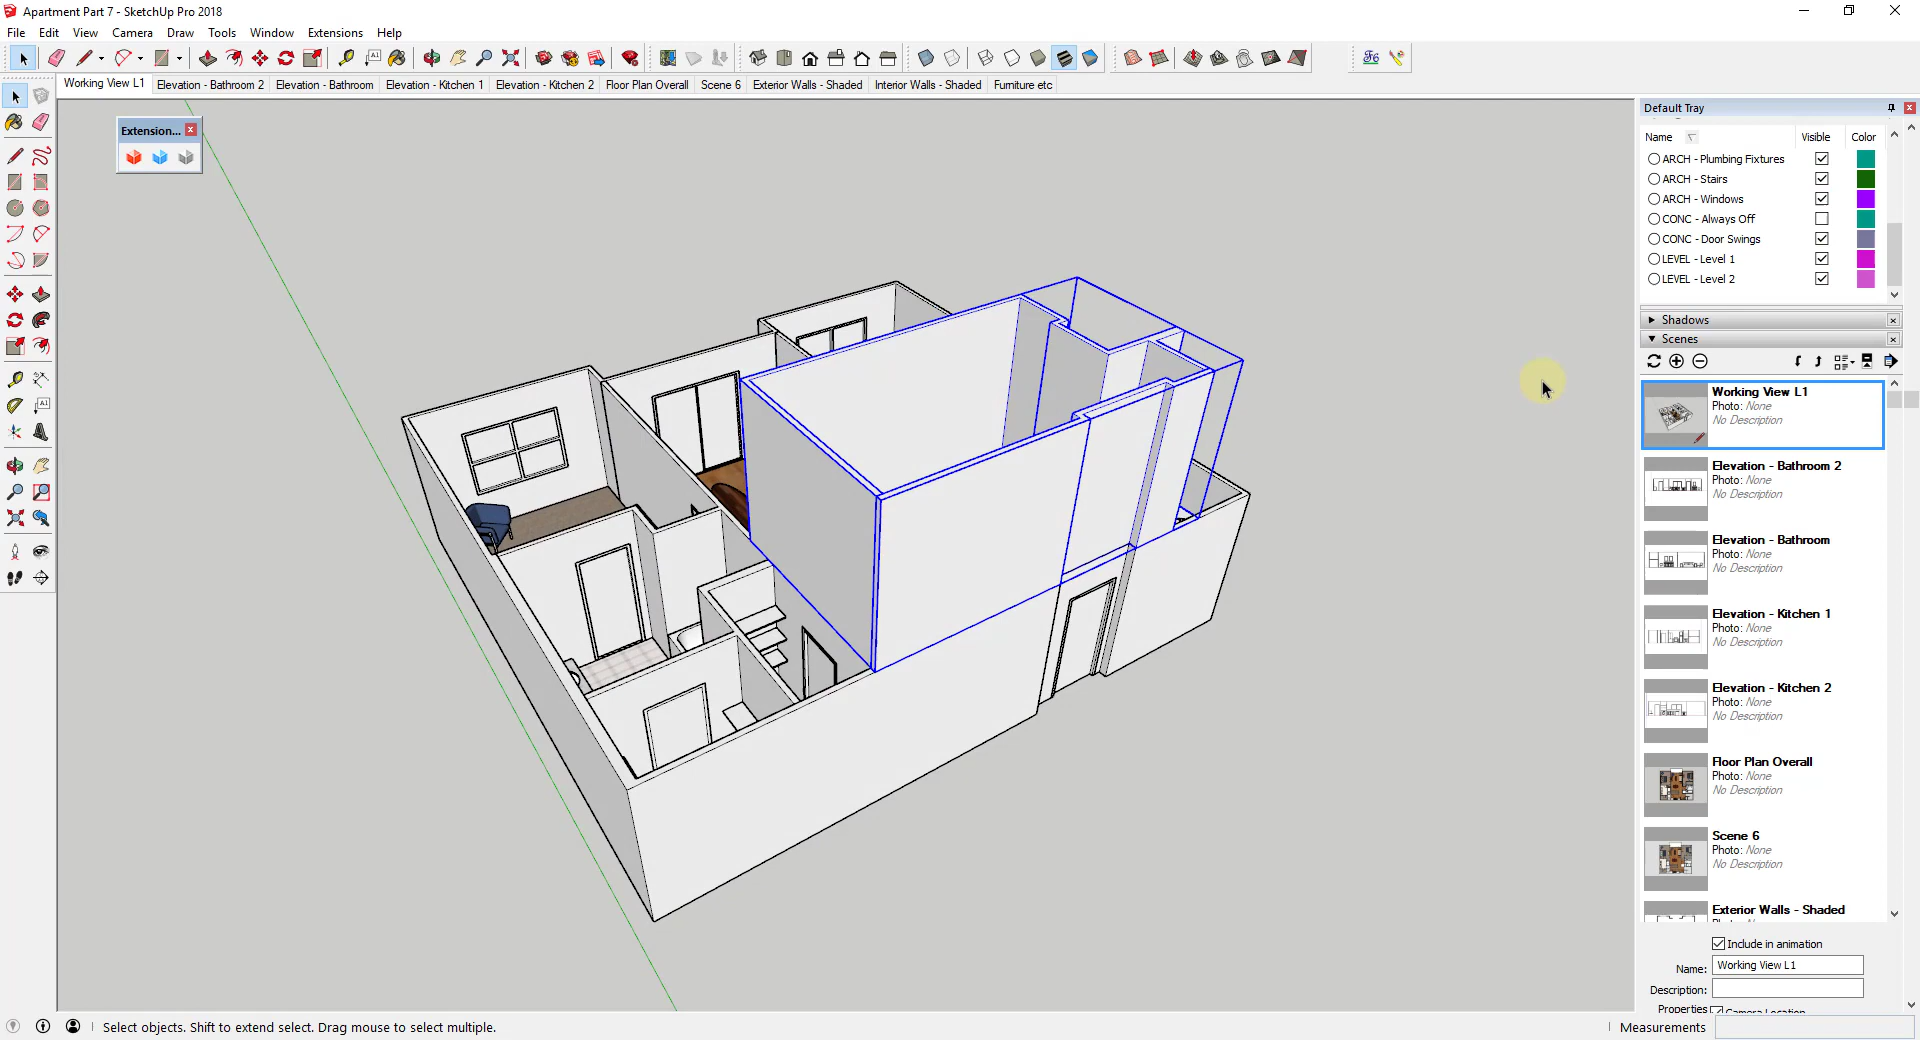 Apartment Part 7 - SketchUp Pro 2018
File Edit View Camera Draw Tools Window Extensions Help
Working View L1 Elevation - Bathroom 2 Elevation - Bathroom Elevation - Kitchen 1 Elevation - Kitchen 2 Floor Plan Overall Scene 6 Exterior Walls - Shaded Interior Walls - Shaded Furniture etc
Extension...
Default Tray
Name Visible Color
ARCH - Plumbing Fixtures
ARCH - Stairs
ARCH - Windows
CONC - Always Off
CONC - Door Swings
LEVEL - Level 1
LEVEL - Level 2
Shadows
Scenes
Working View L1
Photo: None
No Description
Elevation - Bathroom 2
Photo: None
No Description
Elevation - Bathroom
Photo: None
No Description
Elevation - Kitchen 1
Photo: None
No Description
Elevation - Kitchen 2
Photo: None
No Description
Floor Plan Overall
Photo: None
No Description
Scene 6
Photo: None
No Description
Exterior Walls - Shaded
Include in animation
Name: Working View L1
Description:
Properties Camera Location
Select objects. Shift to extend select. Drag mouse to select multiple.
Measurements